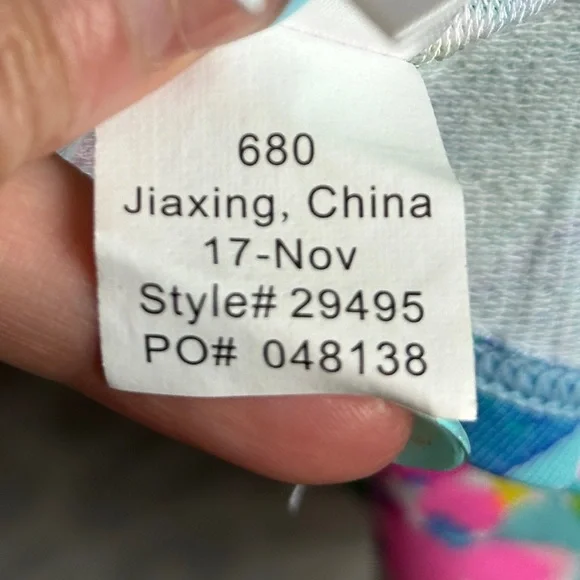 680
Jiaxing, China
17-Nov
Style# 29495
PO# 048138